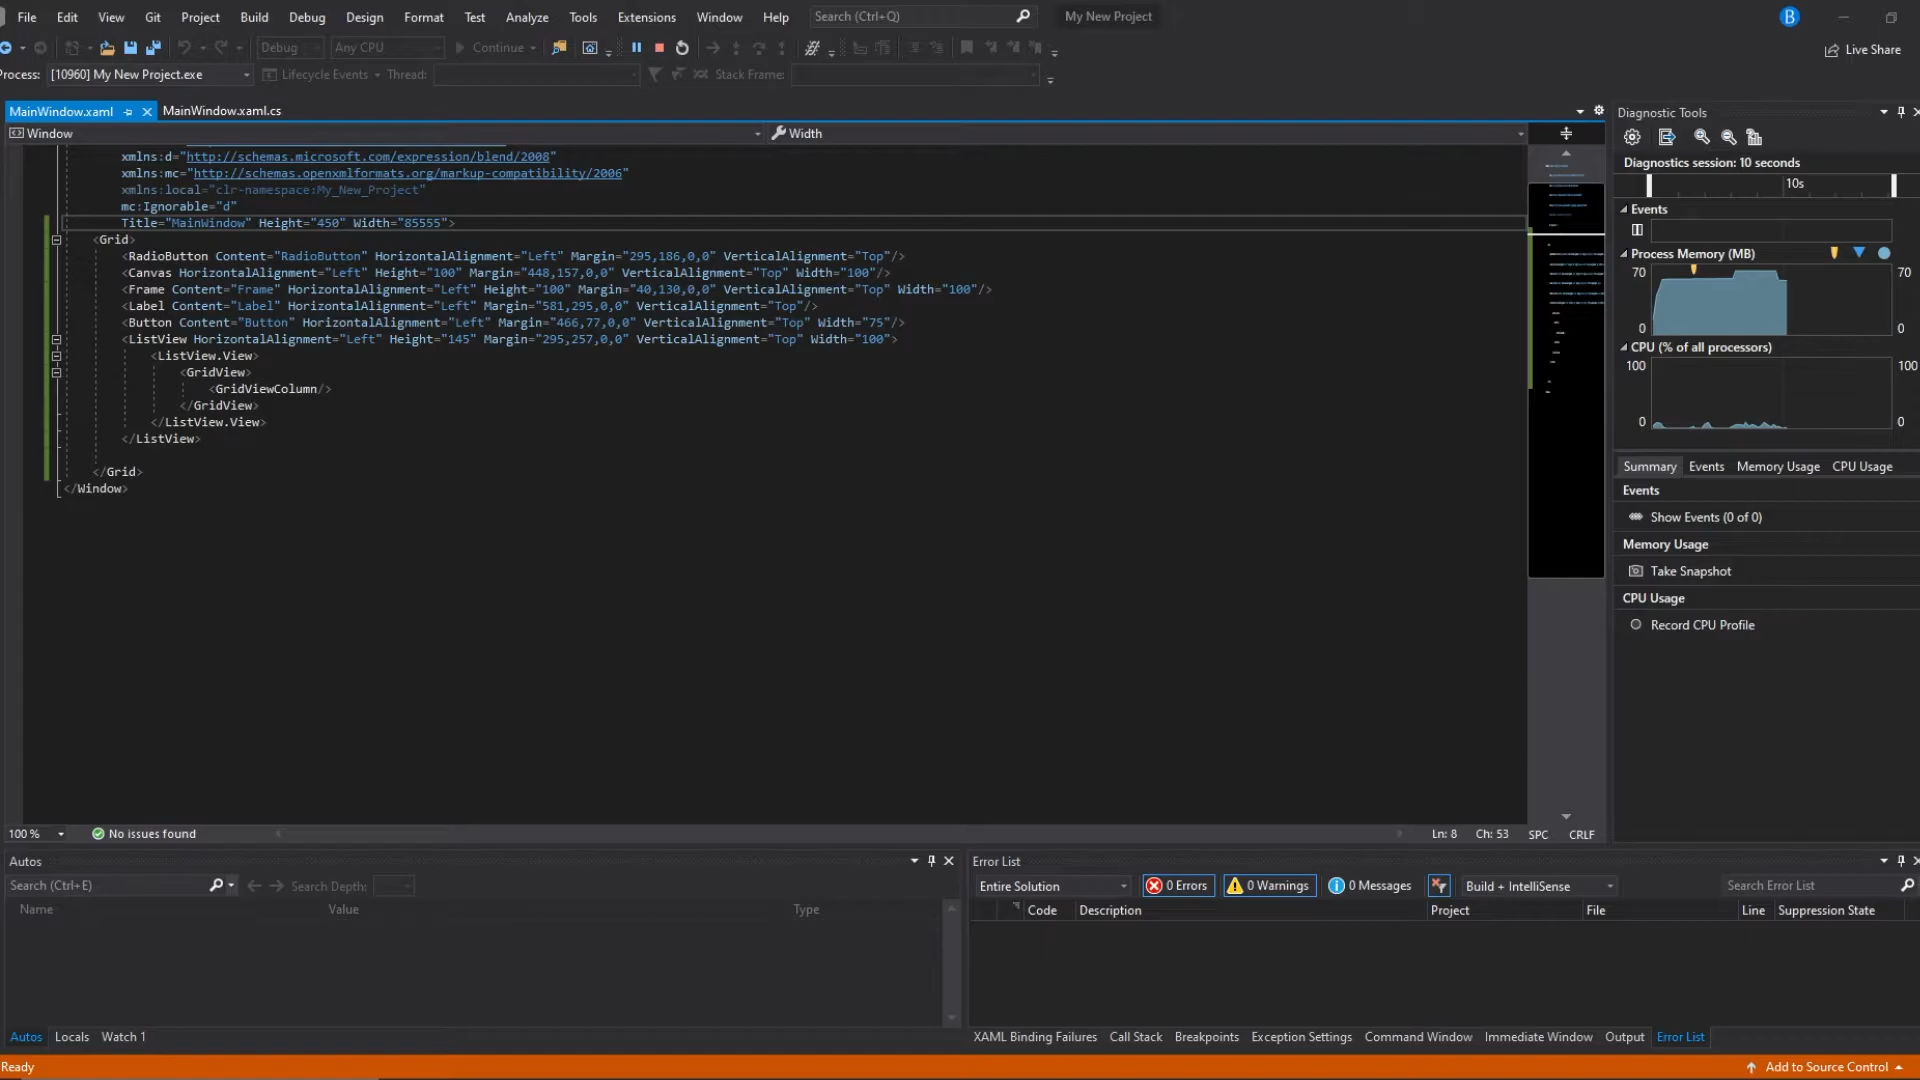 File Edit View Git Project Build Debug Design Format Test Analyze Tools Extensions Window Help Search (Ctrl+Q) My New Project B
Debug Any CPU Continue Live Share
Process: [10960] My New Project.exe Lifecycle Events Thread: Stack Frame:
MainWindow.xaml MainWindow.xaml.cs
Window Width
xmlns:d="http://schemas.microsoft.com/expression/blend/2008"
xmlns:mc="http://schemas.openxmlformats.org/markup-compatibility/2006"
xmlns:local="clr-namespace:My_New_Project"
mc:Ignorable="d"
Title="MainWindow" Height="450" Width="85555">
<Grid>
<RadioButton Content="RadioButton" HorizontalAlignment="Left" Margin="295,186,0,0" VerticalAlignment="Top"/>
<Canvas HorizontalAlignment="Left" Height="100" Margin="448,157,0,0" VerticalAlignment="Top" Width="100"/>
<Frame Content="Frame" HorizontalAlignment="Left" Height="100" Margin="40,130,0,0" VerticalAlignment="Top" Width="100"/>
<Label Content="Label" HorizontalAlignment="Left" Margin="581,295,0,0" VerticalAlignment="Top"/>
<Button Content="Button" HorizontalAlignment="Left" Margin="466,77,0,0" VerticalAlignment="Top" Width="75"/>
<ListView HorizontalAlignment="Left" Height="145" Margin="295,257,0,0" VerticalAlignment="Top" Width="100">
<ListView.View>
<GridView>
<GridViewColumn/>
</GridView>
</ListView.View>
</ListView>
</Grid>
</Window>
100 % No issues found Ln: 8 Ch: 53 SPC CRLF
Diagnostic Tools
Diagnostics session: 10 seconds
10s
Events
Process Memory (MB)
70 70
0 0
CPU (% of all processors)
100 100
0 0
Summary Events Memory Usage CPU Usage
Events
Show Events (0 of 0)
Memory Usage
Take Snapshot
CPU Usage
Record CPU Profile
Autos
Search (Ctrl+E) Search Depth:
Name Value Type
Autos Locals Watch 1
Error List
Entire Solution 0 Errors 0 Warnings 0 Messages Build + IntelliSense Search Error List
Code Description Project File Line Suppression State
XAML Binding Failures Call Stack Breakpoints Exception Settings Command Window Immediate Window Output Error List
Ready Add to Source Control